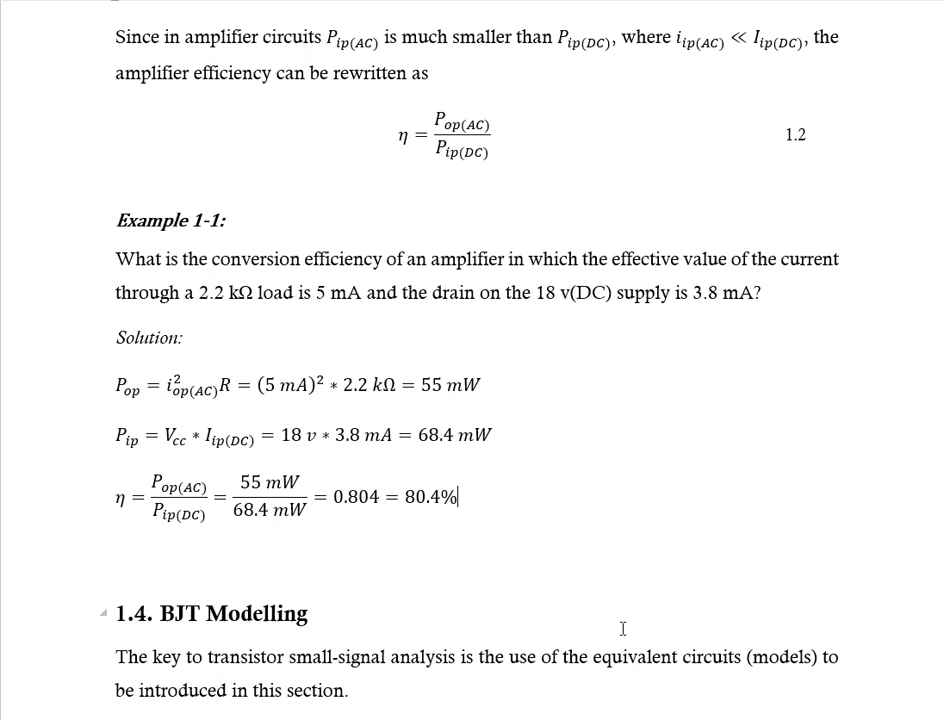 Since in amplifier circuits P_ip(AC) is much smaller than P_ip(DC), where i_ip(AC) ≪ I_ip(DC), the
amplifier efficiency can be rewritten as
η = P_op(AC) / P_ip(DC) 1.2
Example 1-1:
What is the conversion efficiency of an amplifier in which the effective value of the current
through a 2.2 kΩ load is 5 mA and the drain on the 18 v(DC) supply is 3.8 mA?
Solution:
P_op = i²_op(AC) R = (5 mA)² * 2.2 kΩ = 55 mW
P_ip = V_cc * I_ip(DC) = 18 v * 3.8 mA = 68.4 mW
η = P_op(AC) / P_ip(DC) = 55 mW / 68.4 mW = 0.804 = 80.4%
1.4. BJT Modelling
The key to transistor small-signal analysis is the use of the equivalent circuits (models) to
be introduced in this section.